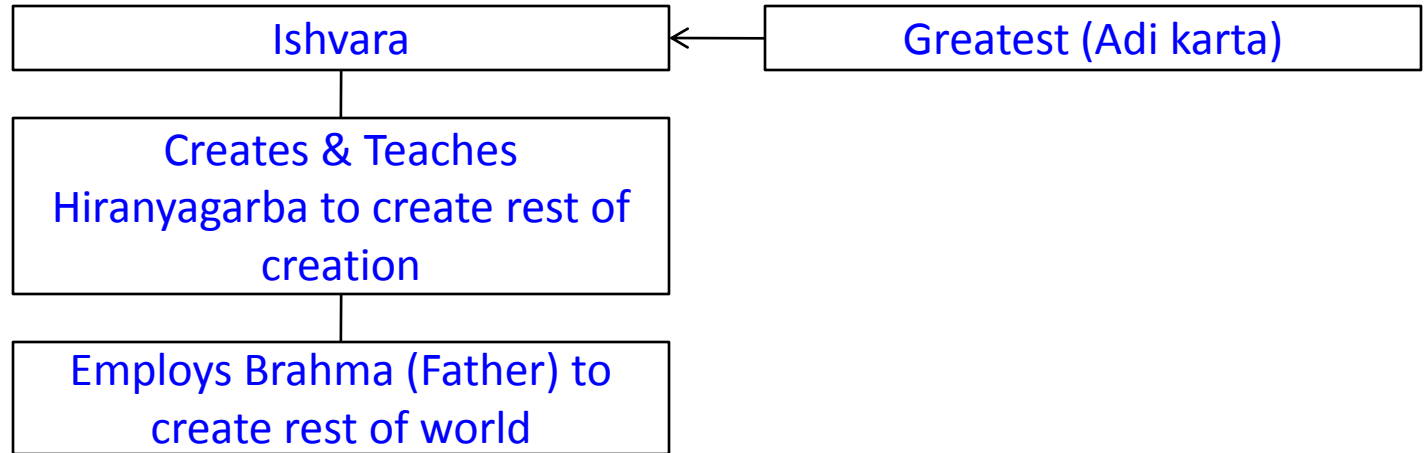 Ishvara
Greatest (Adi karta)
Creates & Teaches
Hiranyagarba to create rest of
creation
Employs Brahma (Father) to
create rest of world